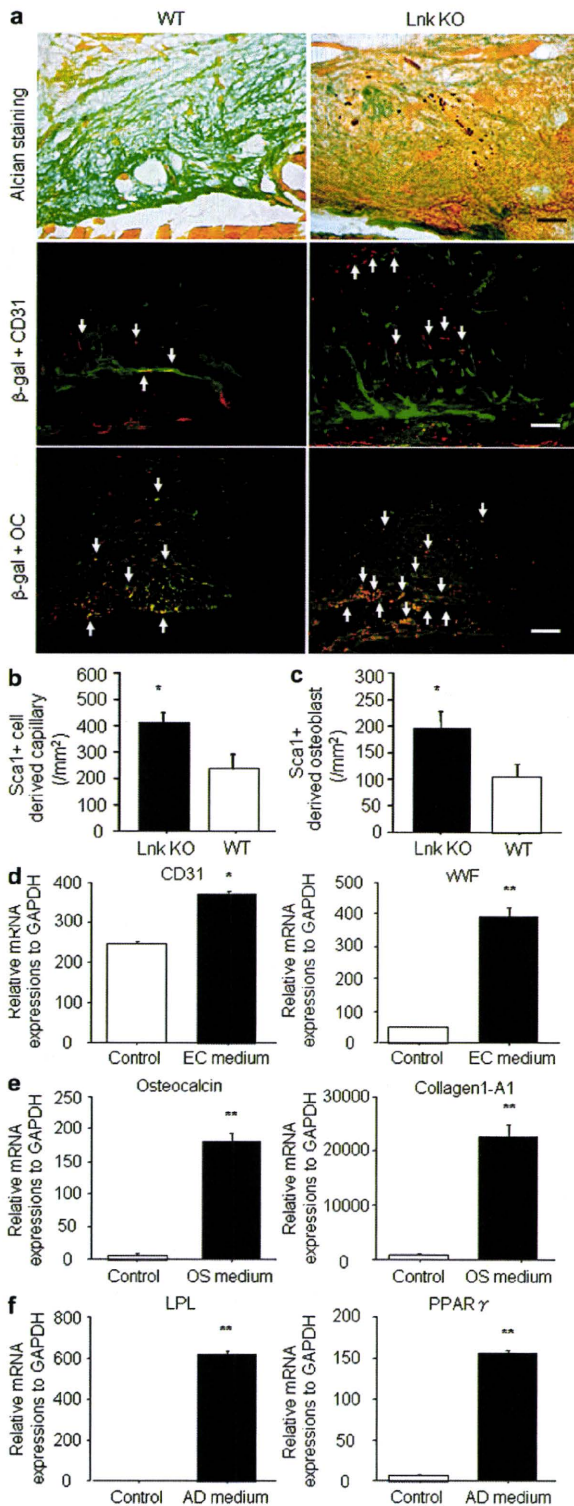 a
WT
Lnk KO
Alcian staining
β-gal + CD31
β-gal + OC
b
Sca1+ cell
derived capillary
(/mm²)
600
500
400
300
200
100
0
*
Lnk KO
WT
c
Sca1+
derived osteoblast
(/mm²)
300
250
200
150
100
50
0
*
Lnk KO
WT
d
CD31
Relative mRNA
expressions to GAPDH
400
300
200
100
0
*
Control
EC medium
vWF
Relative mRNA
expressions to GAPDH
500
400
300
200
100
0
**
Control
EC medium
e
Osteocalcin
Relative mRNA
expressions to GAPDH
250
200
150
100
50
0
**
Control
OS medium
Collagen1-A1
Relative mRNA
expressions to GAPDH
30000
20000
10000
0
**
Control
OS medium
f
LPL
Relative mRNA
expressions to GAPDH
800
600
400
200
0
**
Control
AD medium
PPARγ
Relative mRNA
expressions to GAPDH
200
150
100
50
0
**
Control
AD medium